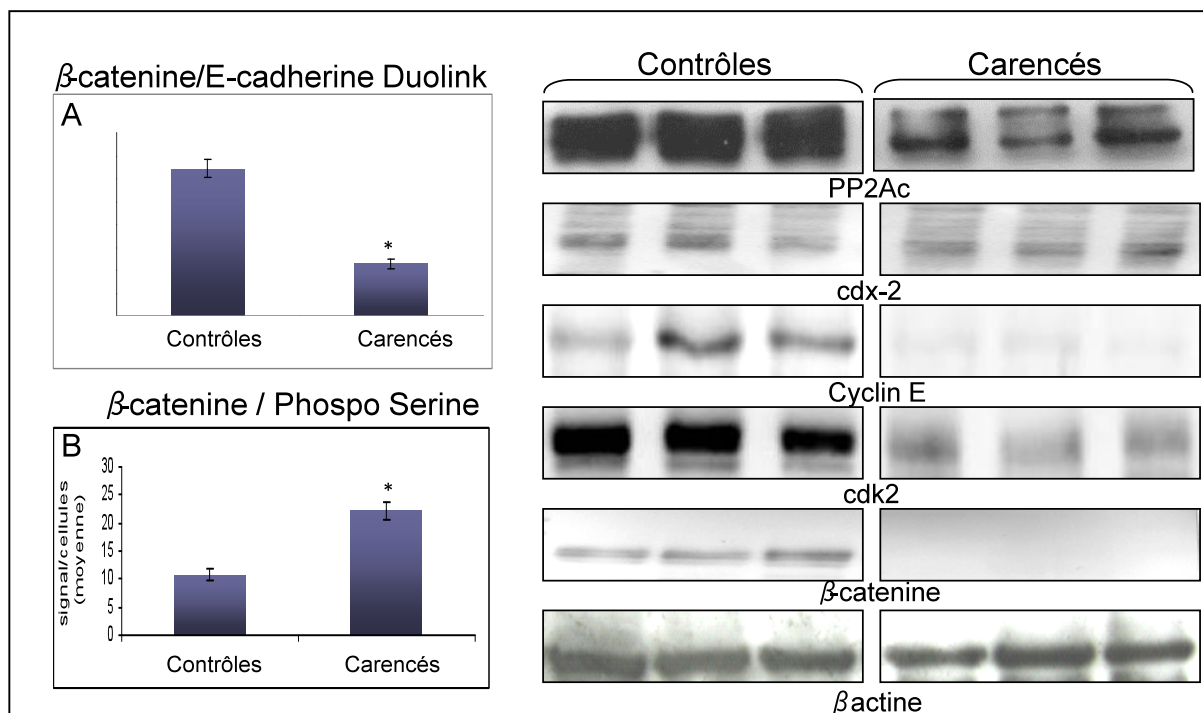 β-catenine/E-cadherine Duolink
A
Contrôles
Carencés
*
β-catenine / Phospo Serine
B
signal/cellules
(moyenne)
30
25
20
15
10
5
0
*
Contrôles
Carencés
Contrôles
Carencés
PP2Ac
cdx-2
Cyclin E
cdk2
β-catenine
β actine